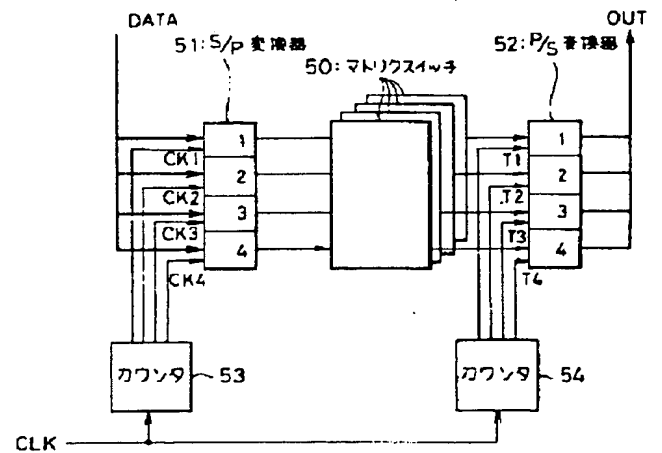 DATA
OUT
51:S/P変換器
52:P/S変換器
50:マトリクスイッチ
1
2
3
4
CK1
CK2
CK3
CK4
1
2
3
4
T1
T2
T3
T4
カウンタ
53
カウンタ
54
CLK